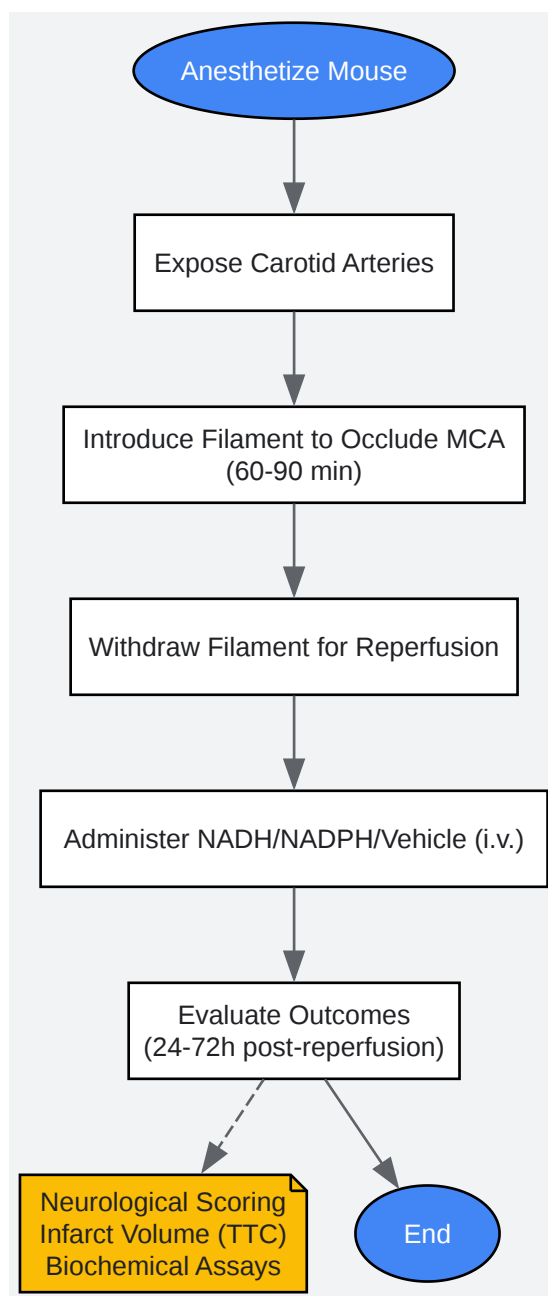 Anesthetize Mouse
Expose Carotid Arteries
Introduce Filament to Occlude MCA
(60-90 min)
Withdraw Filament for Reperfusion
Administer NADH/NADPH/Vehicle (i.v.)
Evaluate Outcomes
(24-72h post-reperfusion)
Neurological Scoring
Infarct Volume (TTC)
Biochemical Assays
End